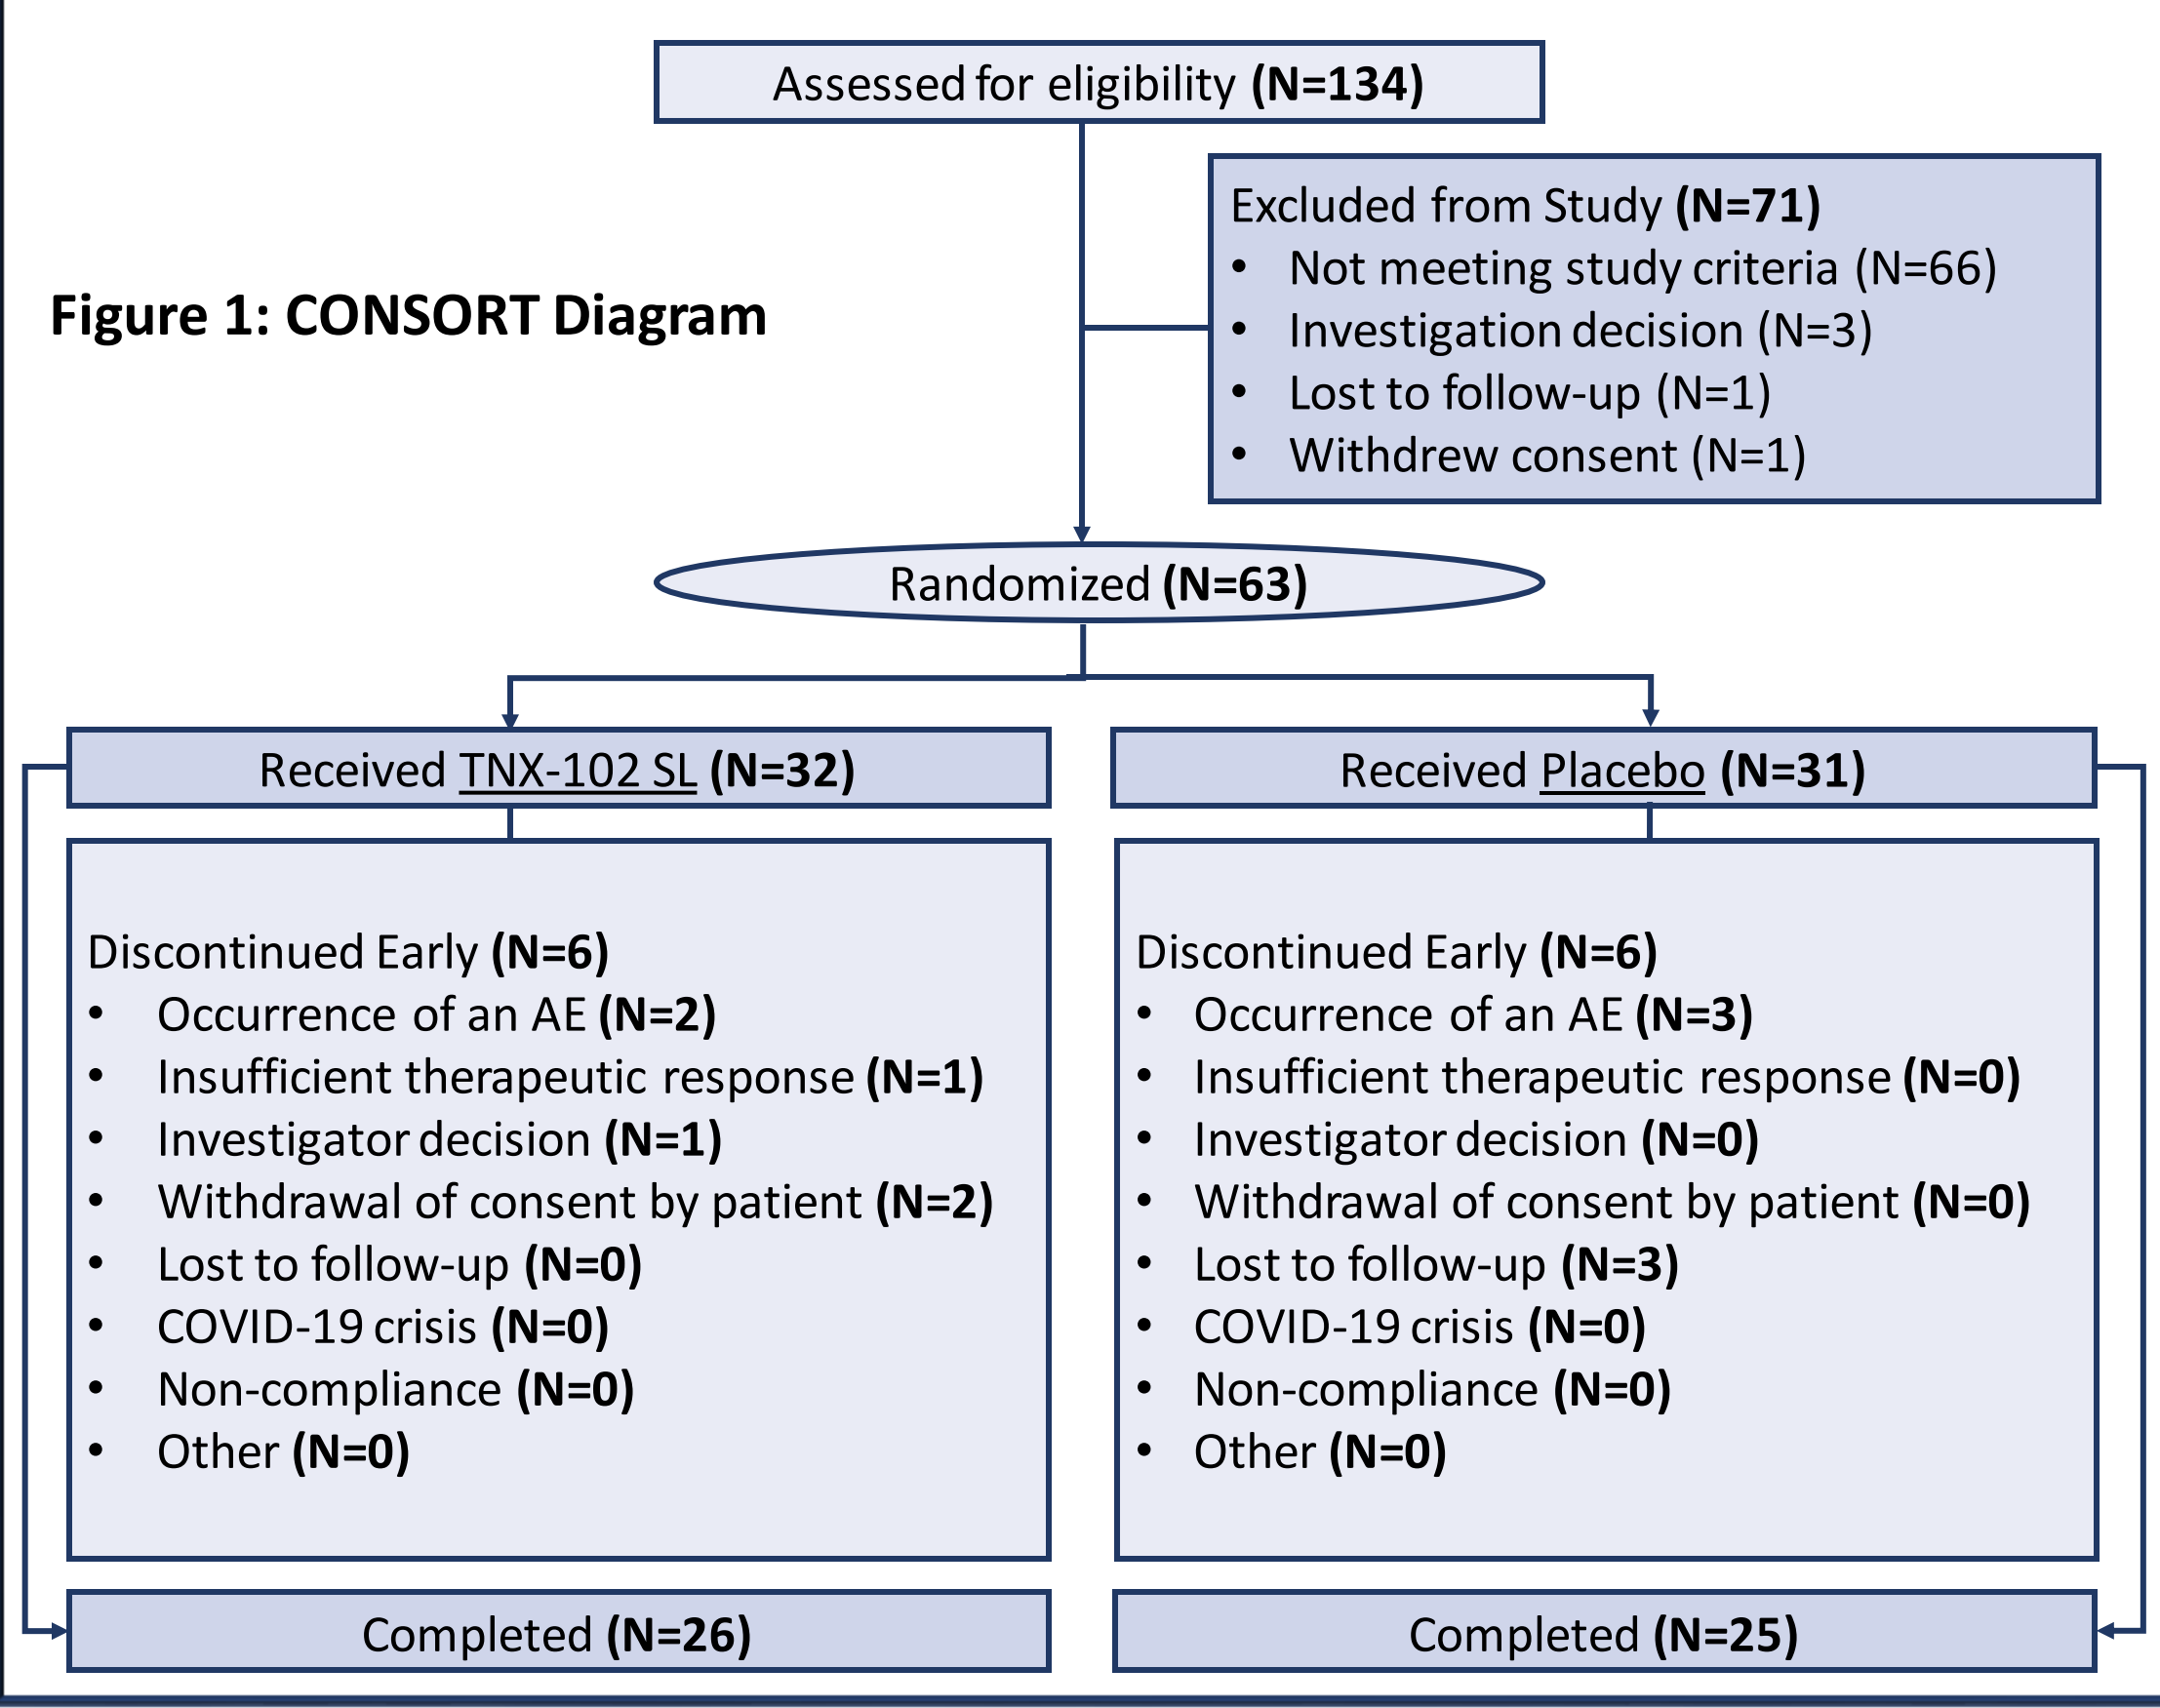 Assessed for eligibility (N=134)
Excluded from Study (N=71)
• Not meeting study criteria (N=66)
• Investigation decision (N=3)
• Lost to follow-up (N=1)
• Withdrew consent (N=1)
Figure 1: CONSORT Diagram
Randomized (N=63)
Received TNX-102 SL (N=32)
Discontinued Early (N=6)
• Occurrence of an AE (N=2)
• Insufficient therapeutic response (N=1)
• Investigator decision (N=1)
• Withdrawal of consent by patient (N=2)
• Lost to follow-up (N=0)
• COVID-19 crisis (N=0)
• Non-compliance (N=0)
• Other (N=0)
Completed (N=26)
Received Placebo (N=31)
Discontinued Early (N=6)
• Occurrence of an AE (N=3)
• Insufficient therapeutic response (N=0)
• Investigator decision (N=0)
• Withdrawal of consent by patient (N=0)
• Lost to follow-up (N=3)
• COVID-19 crisis (N=0)
• Non-compliance (N=0)
• Other (N=0)
Completed (N=25)